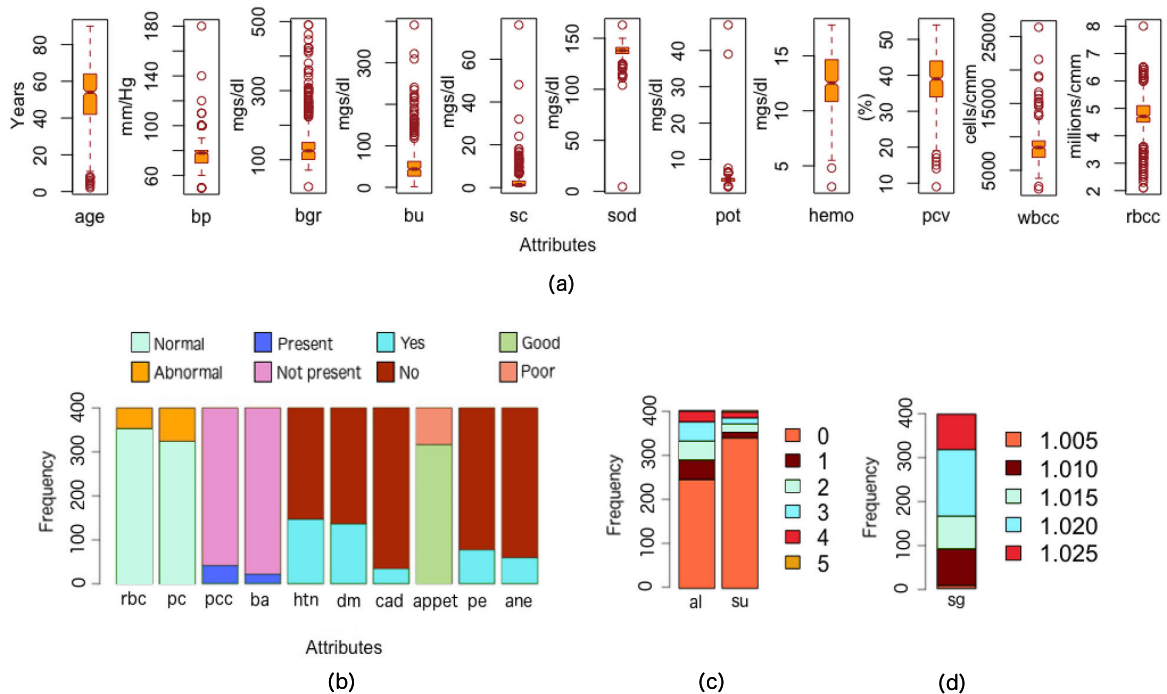 Years
80
60
40
20
0
age
mm/Hg
180
140
100
60
bp
mgs/dl
500
300
100
bgr
mgs/dl
300
100
0
bu
mgs/dl
60
40
20
0
sc
mgs/dl
150
100
50
0
sod
mgs/dl
40
30
20
10
pot
mgs/dl
15
10
5
hemo
(%)
50
40
30
20
10
pcv
cells/cmm
25000
15000
5000
wbcc
millions/cmm
8
7
6
5
4
3
2
rbcc
Attributes
(a)
Normal Present Yes Good
Abnormal Not present No Poor
Frequency
400
300
200
100
0
rbc pc pcc ba htn dm cad appet pe ane
Attributes
(b)
Frequency
400
300
200
100
0
al su
0
1
2
3
4
5
(c)
Frequency
400
300
200
100
0
sg
1.005
1.010
1.015
1.020
1.025
(d)